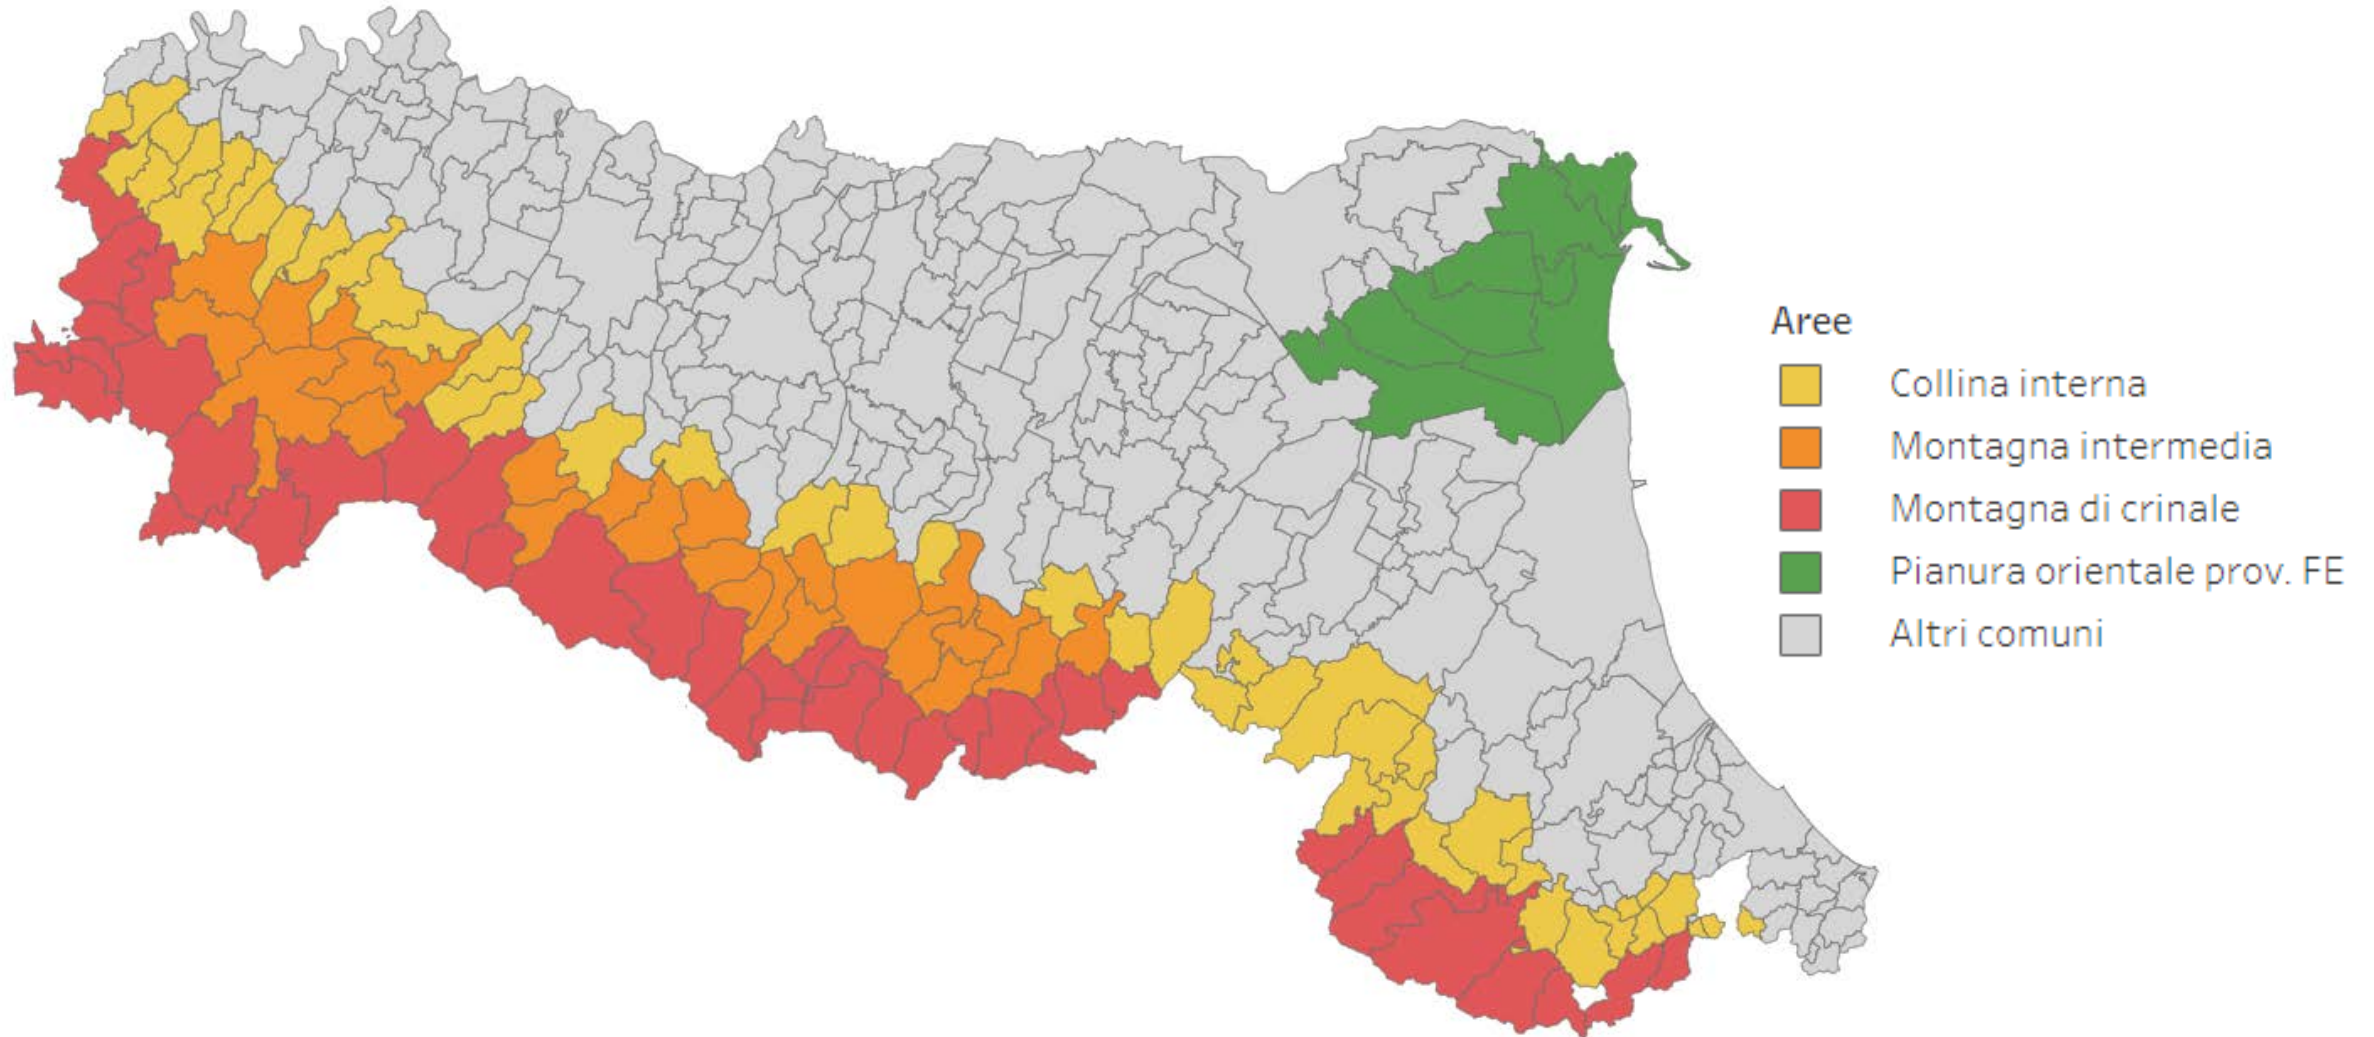 Aree
Collina interna
Montagna intermedia
Montagna di crinale
Pianura orientale prov. FE
Altri comuni